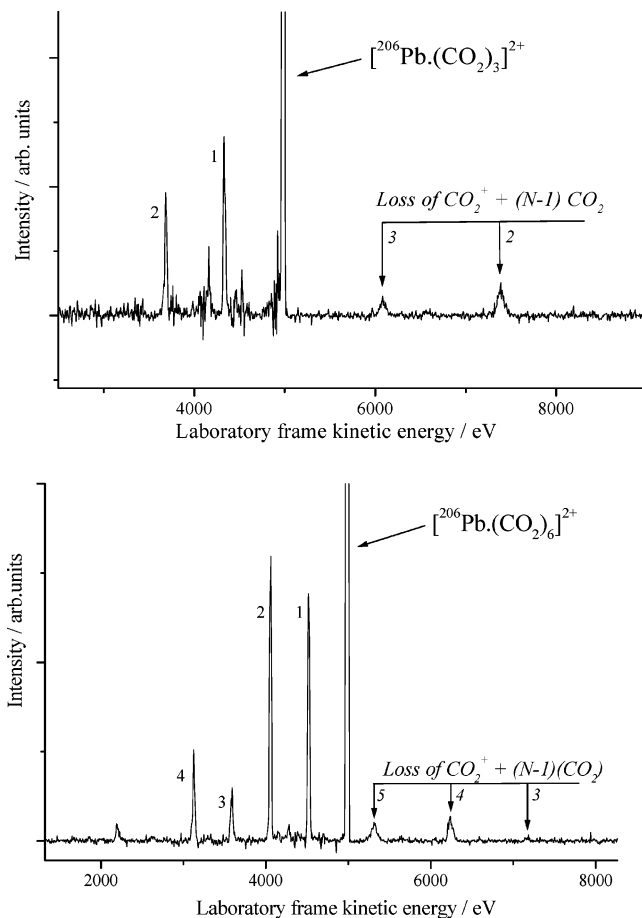 [²⁰⁶Pb.(CO₂)₃]²⁺
1
2
Loss of CO₂⁺ + (N-1) CO₂
3 2
Intensity / arb. units
4000 6000 8000
Laboratory frame kinetic energy / eV
[²⁰⁶Pb.(CO₂)₆]²⁺
2 1
4 3
Loss of CO₂⁺ + (N-1)(CO₂)
5 4 3
Intensity / arb.units
2000 4000 6000 8000
Laboratory frame kinetic energy / eV